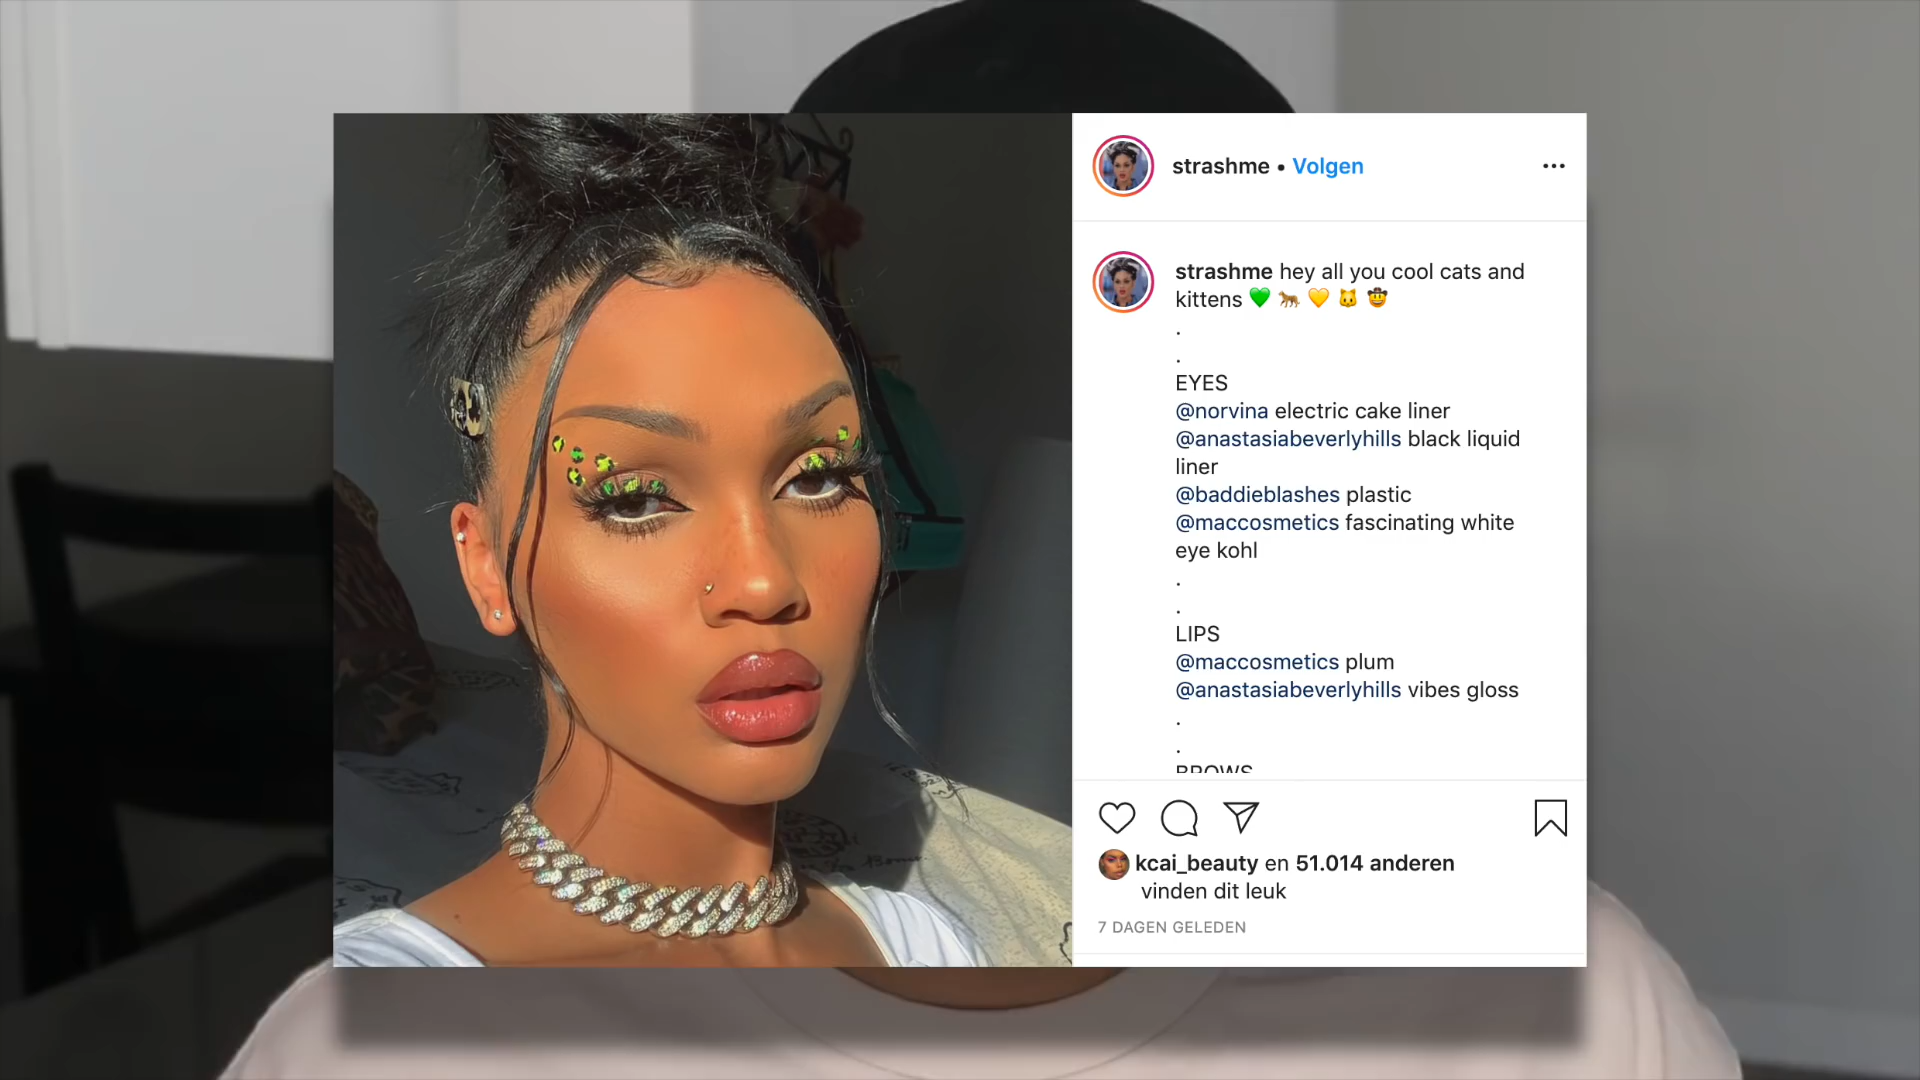 strashme • Volgen
strashme hey all you cool cats and
kittens 💚 🐆 💛 🐱 🤠
.
.
EYES
@norvina electric cake liner
@anastasiabeverlyhills black liquid
liner
@baddieblashes plastic
@maccosmetics fascinating white
eye kohl
.
.
LIPS
@maccosmetics plum
@anastasiabeverlyhills vibes gloss
.
.
BROWS
kcai_beauty en 51.014 anderen
vinden dit leuk
7 DAGEN GELEDEN